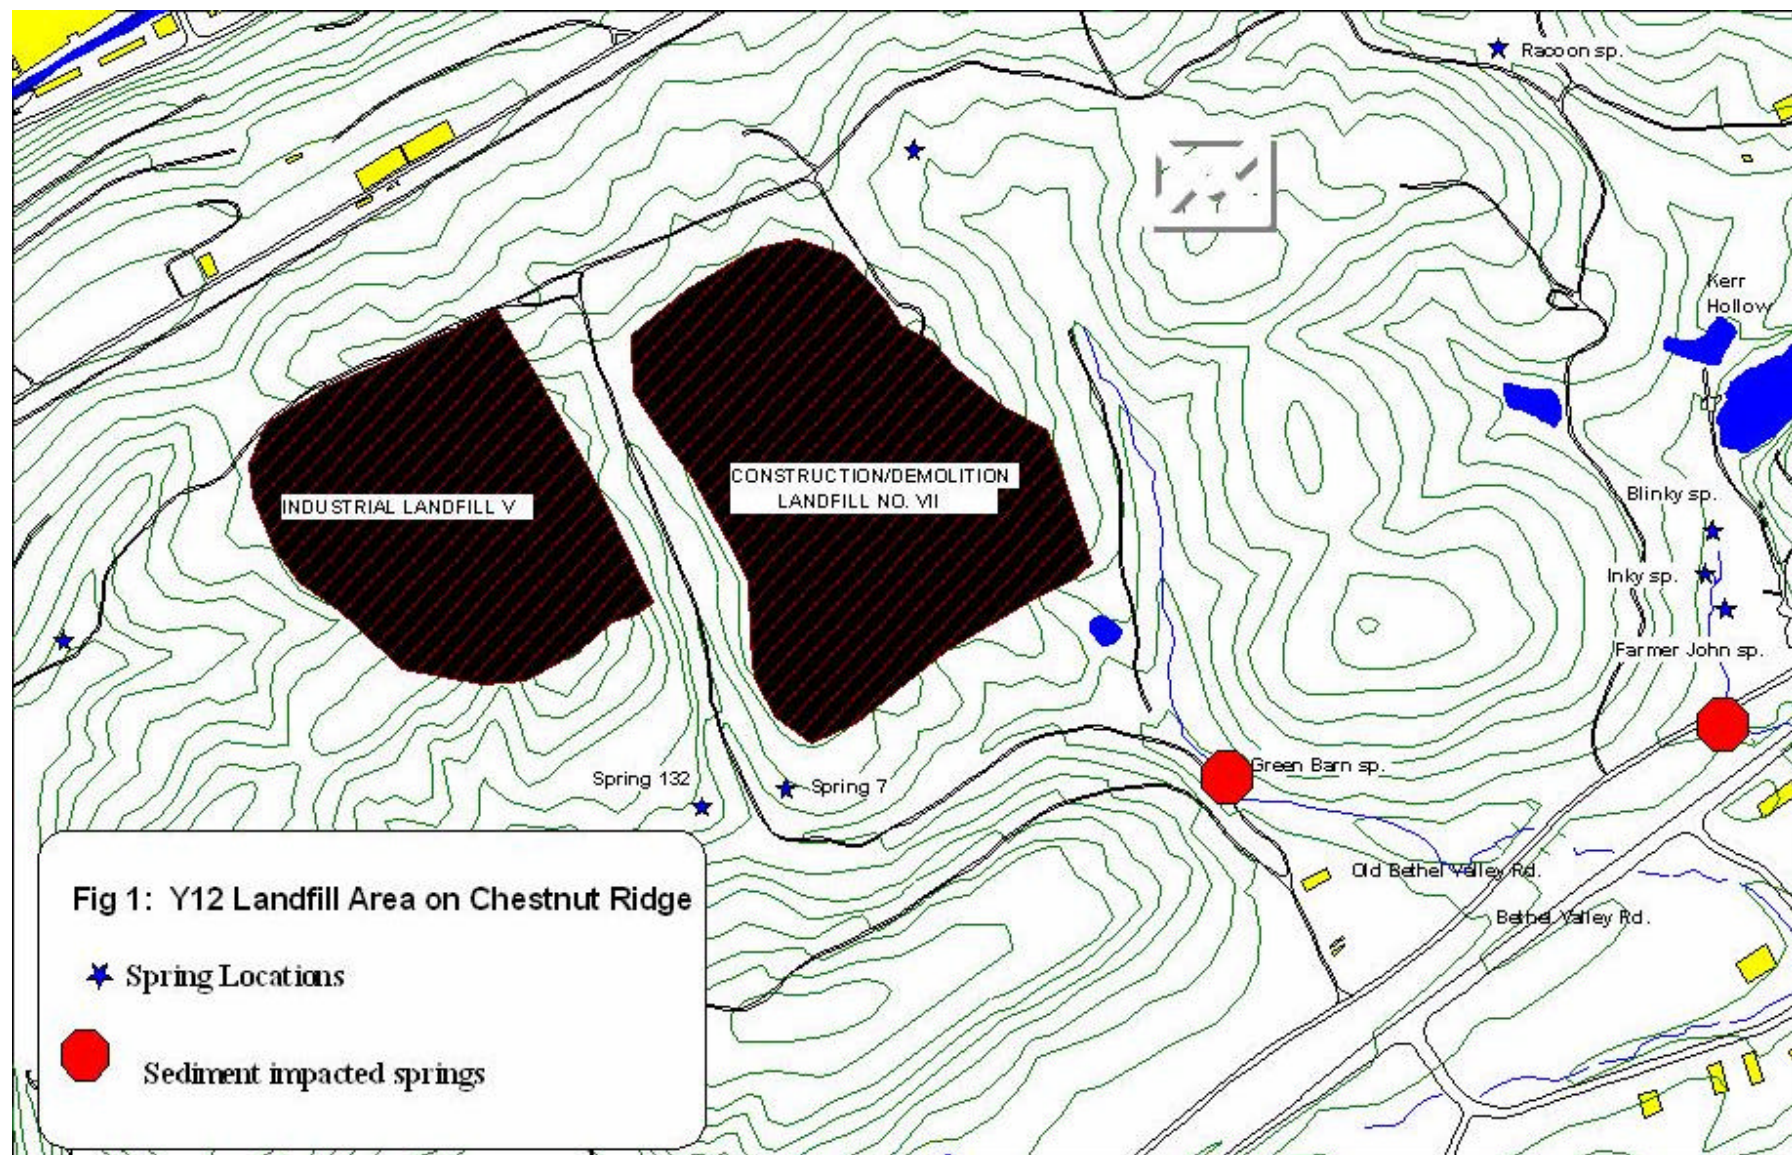 Racoon sp.
Kerr
Hollow
CONSTRUCTION/DEMOLITION
LANDFILL NO. VII
INDUSTRIAL LANDFILL V
Blinky sp.
Inky sp.
Farmer John sp.
Green Barn sp.
Spring 132
Spring 7
Old Bethel Valley Rd.
Bethel Valley Rd.
Fig 1: Y12 Landfill Area on Chestnut Ridge
Spring Locations
Sediment impacted springs